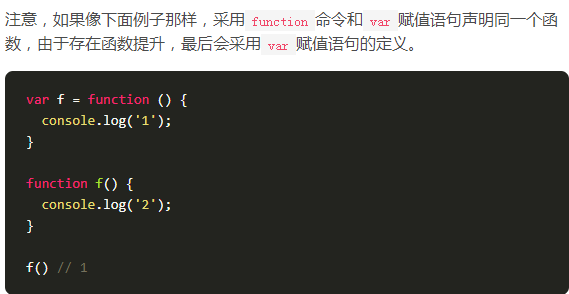 注意，如果像下面例子那样，采用 function 命令和 var 赋值语句声明同一个函
数，由于存在函数提升，最后会采用 var 赋值语句的定义。
var f = function () {
  console.log('1');
}
function f() {
  console.log('2');
}
f() // 1